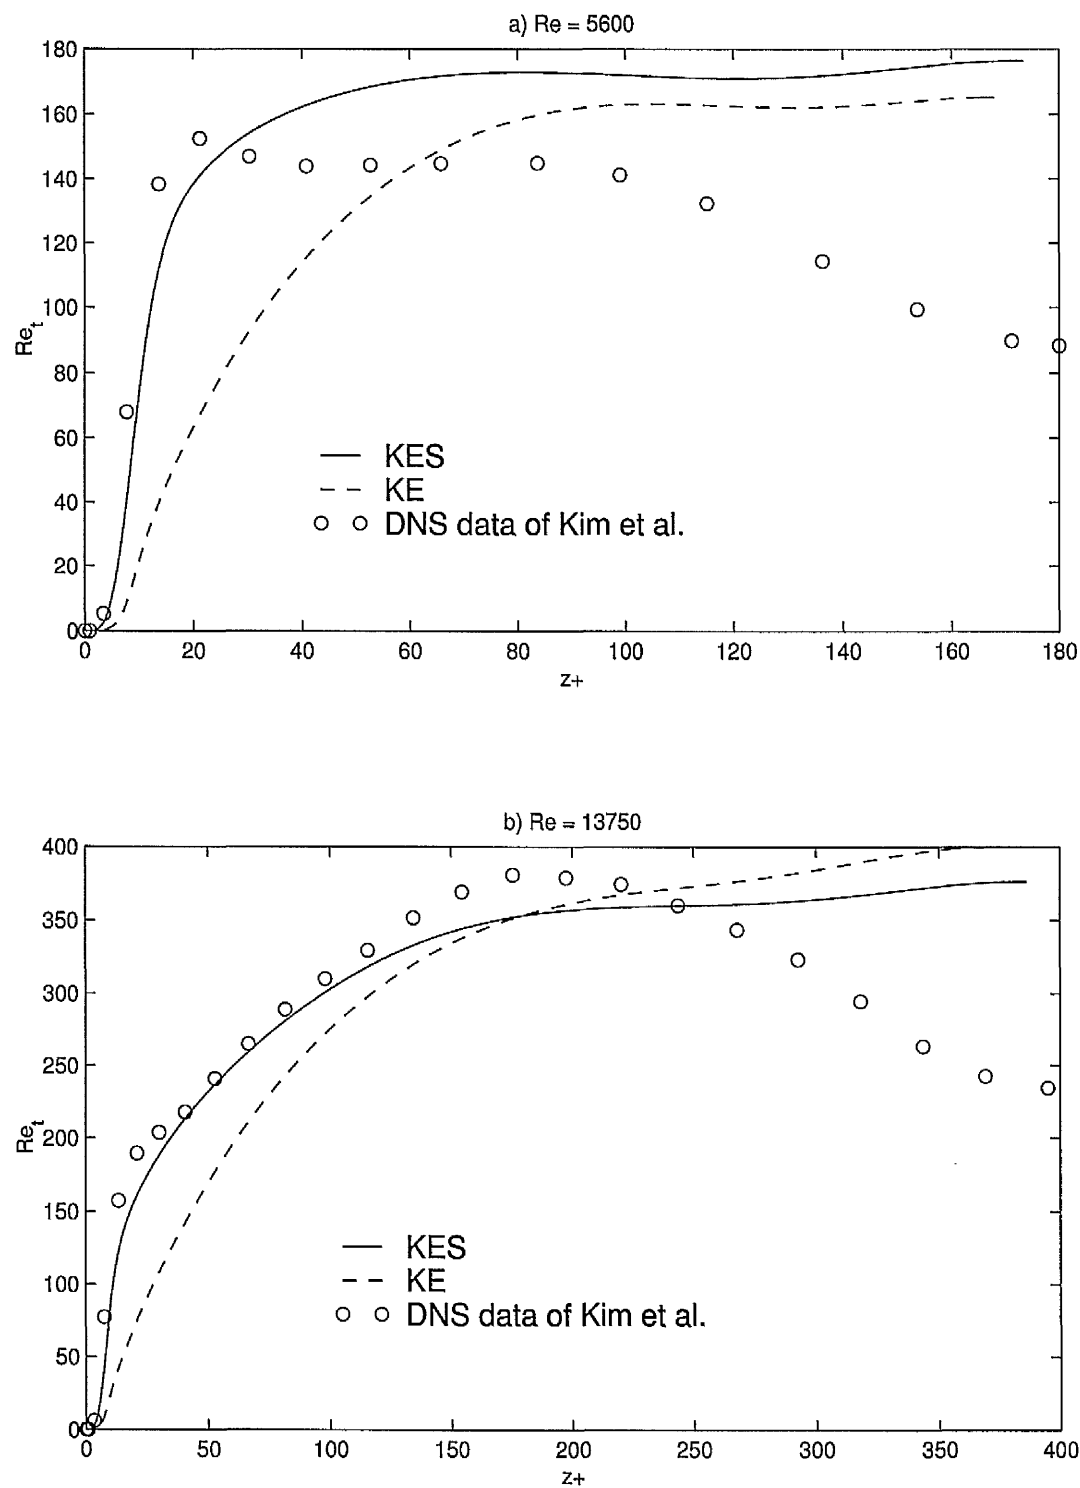 a) Re = 5600
180
160
140
120
100
80
60
40
20
0
Re_t
KES
KE
DNS data of Kim et al.
0 20 40 60 80 100 120 140 160 180
z+
b) Re = 13750
400
350
300
250
200
150
100
50
0
Re_t
KES
KE
DNS data of Kim et al.
0 50 100 150 200 250 300 350 400
z+